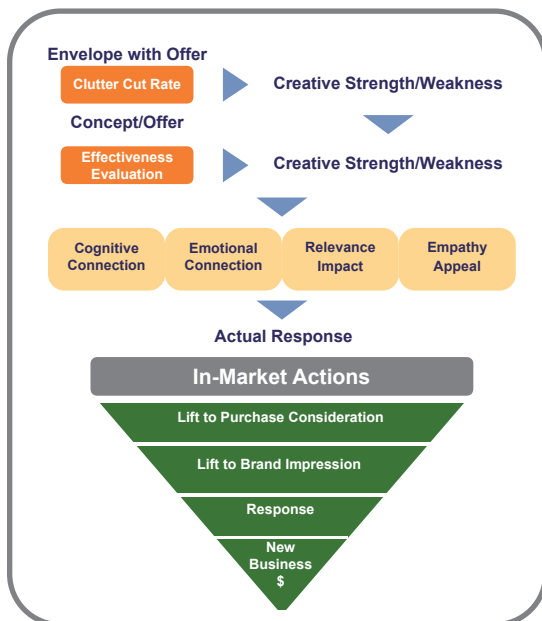 Envelope with Offer
Clutter Cut Rate
Creative Strength/Weakness
Concept/Offer
Effectiveness
Evaluation
Creative Strength/Weakness
Cognitive
Connection
Emotional
Connection
Relevance
Impact
Empathy
Appeal
Actual Response
In-Market Actions
Lift to Purchase Consideration
Lift to Brand Impression
Response
New
Business
$